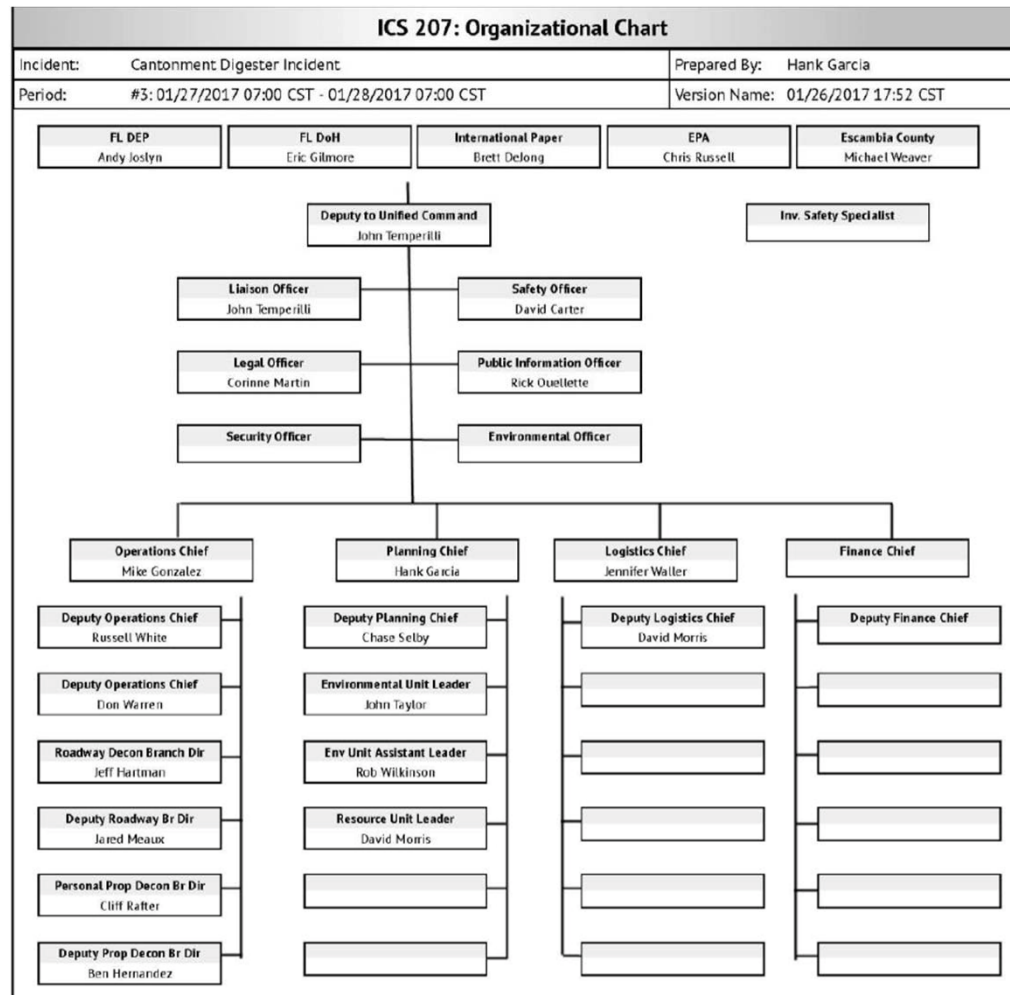 ICS 207: Organizational Chart
Incident: Cantonment Digester Incident Prepared By: Hank Garcia
Period: #3: 01/27/2017 07:00 CST - 01/28/2017 07:00 CST Version Name: 01/26/2017 17:52 CST
FL DEP FL DoH International Paper EPA Escambia County
Andy Joslyn Eric Gilmore Brett DeJong Chris Russell Michael Weaver
Deputy to Unified Command Inv. Safety Specialist
John Temperilli
Liaison Officer Safety Officer
John Temperilli David Carter
Legal Officer Public Information Officer
Corinne Martin Rick Ouellette
Security Officer Environmental Officer
Operations Chief Planning Chief Logistics Chief Finance Chief
Mike Gonzalez Hank Garcia Jennifer Waller
Deputy Operations Chief Deputy Planning Chief Deputy Logistics Chief Deputy Finance Chief
Russell White Chase Selby David Morris
Deputy Operations Chief Environmental Unit Leader
Don Warren John Taylor
Roadway Decon Branch Dir Env Unit Assistant Leader
Jeff Hartman Rob Wilkinson
Deputy Roadway Br Dir Resource Unit Leader
Jared Meaux David Morris
Personal Prop Decon Br Dir
Cliff Rafter
Deputy Prop Decon Br Dir
Ben Hernandez